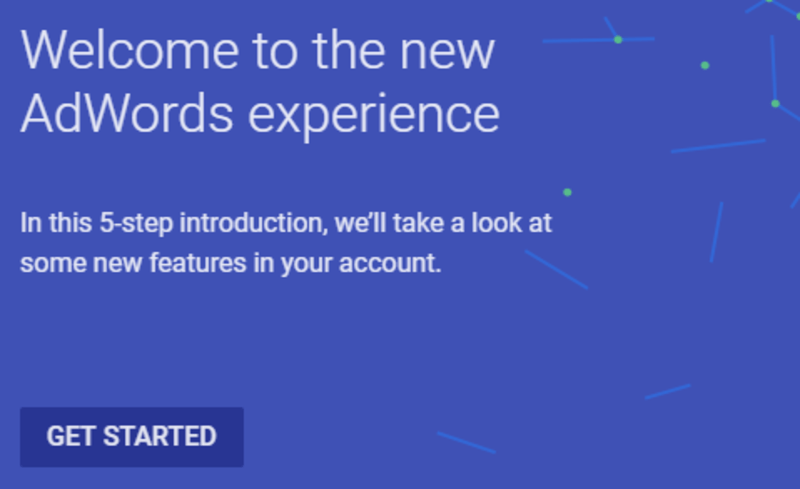 Welcome to the new
AdWords experience
In this 5-step introduction, we’ll take a look at
some new features in your account.
GET STARTED